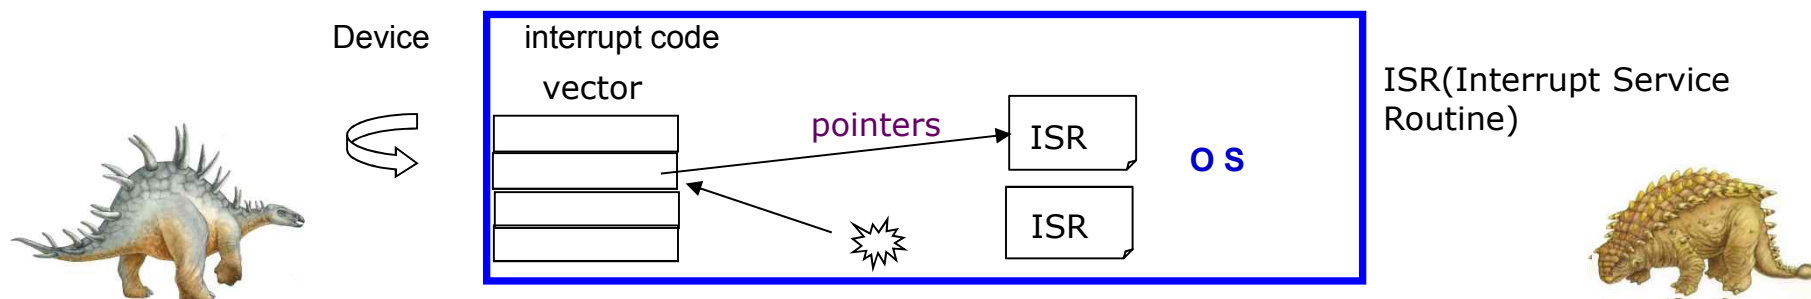 Device
interrupt code
vector
pointers
ISR
ISR
O S
ISR(Interrupt Service
Routine)